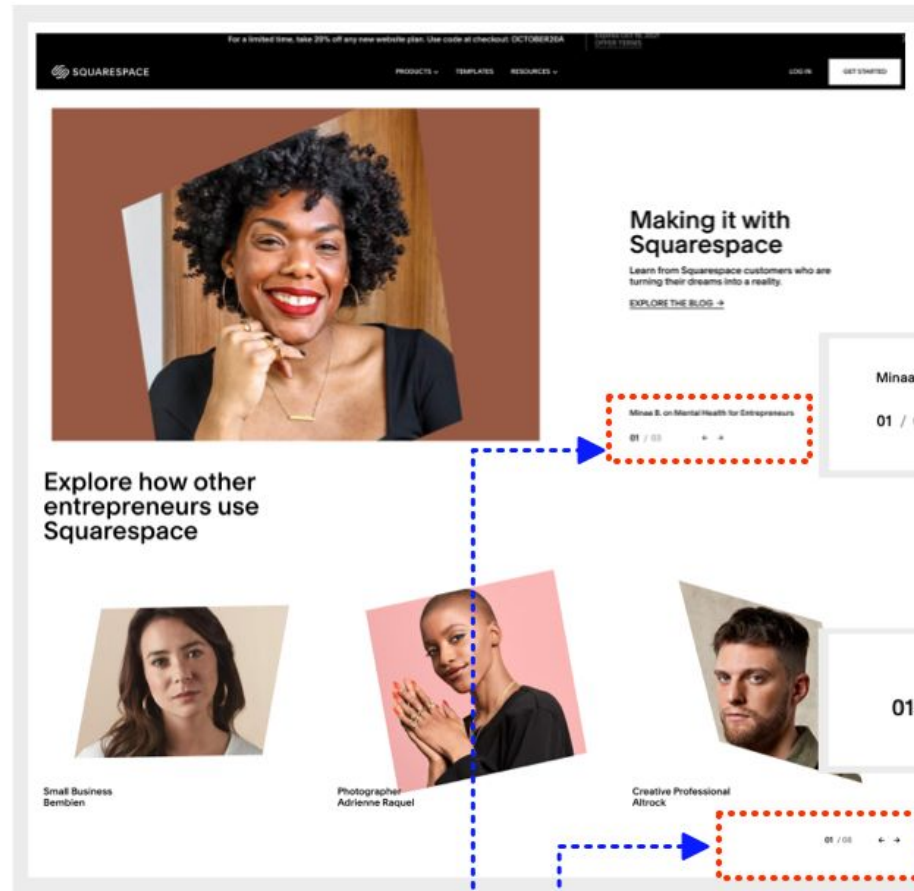 For a limited time, take 20% off any new website plan. Use code at checkout: OCTOBER20A
OFFER TERMS
SQUARESPACE
PRODUCTS
TEMPLATES
RESOURCES
LOG IN
GET STARTED
Making it with
Squarespace
Learn from Squarespace customers who are
turning their dreams into a reality.
EXPLORE THE BLOG →
Minaa B. on Mental Health for Entrepreneurs
01 / 03 ← →
Minaa
01 /
Explore how other
entrepreneurs use
Squarespace
01
Small Business
Bembien
Photographer
Adrienne Raquel
Creative Professional
Altrock
01 / 08 ← →